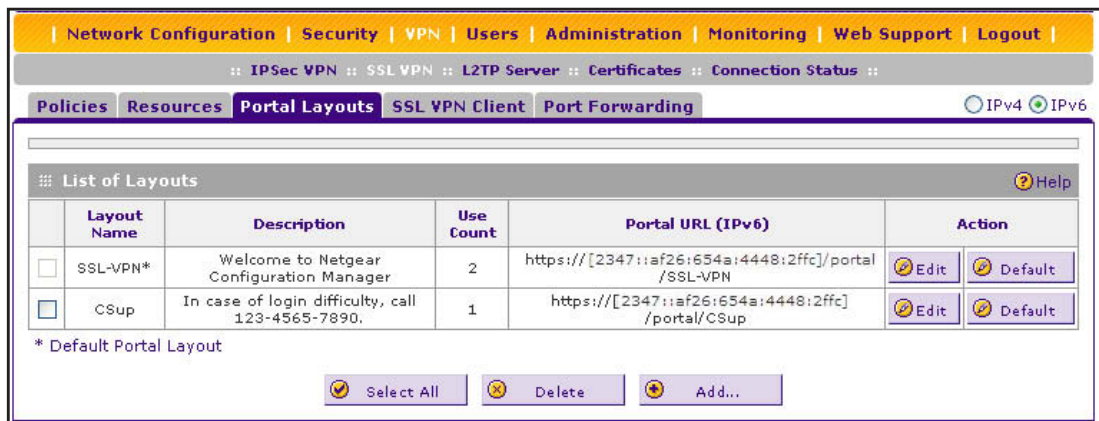 | Network Configuration | Security | VPN | Users | Administration | Monitoring | Web Support | Logout |
:: IPSec VPN :: SSL VPN :: L2TP Server :: Certificates :: Connection Status ::
Policies Resources Portal Layouts SSL VPN Client Port Forwarding IPv4 IPv6
List of Layouts Help
Layout Name Description Use Count Portal URL (IPv6) Action
SSL-VPN* Welcome to Netgear 2 https://[2347::af26:654a:4448:2ffc]/portal Edit Default
Configuration Manager /SSL-VPN
CSup In case of login difficulty, call 1 https://[2347::af26:654a:4448:2ffc] Edit Default
123-4565-7890. /portal/CSup
* Default Portal Layout
Select All Delete Add...